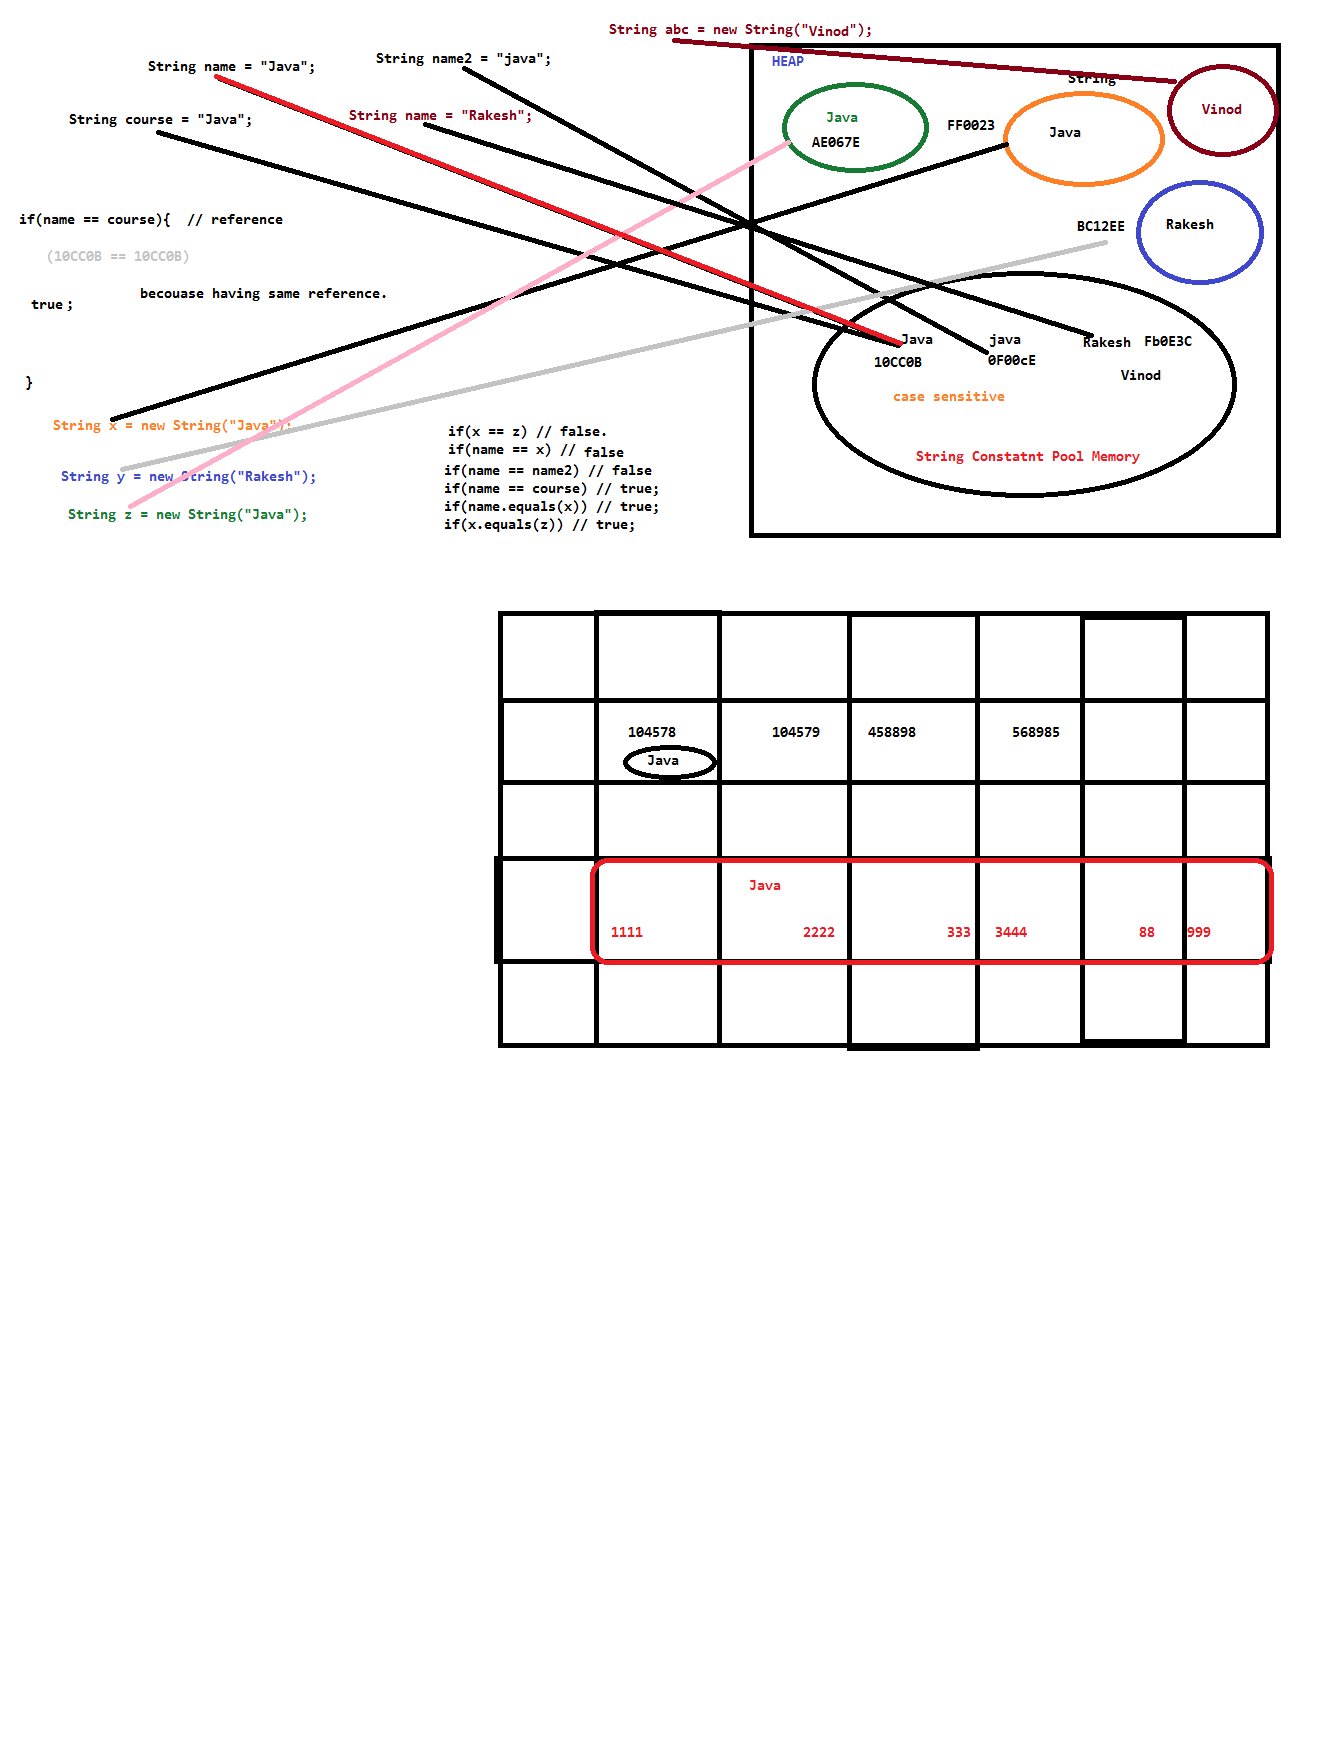 String abc = new String("Vinod");
String name = "Java";
String name2 = "java";
HEAP
String
String course = "Java";
String name = "Rakesh";
Java
AE067E
FF0023
Java
Vinod
if(name == course){  // reference
BC12EE
Rakesh
(10CC0B == 10CC0B)
becouase having same reference.
true ;
Java
10CC0B
java
0F00cE
Rakesh
Fb0E3C
Vinod
}
case sensitive
String Constatnt Pool Memory
String x = new String("Java");
String y = new String("Rakesh");
String z = new String("Java");
if(x == z) // false.
if(name == x) // false
if(name == name2) // false
if(name == course) // true;
if(name.equals(x)) // true;
if(x.equals(z)) // true;
104578
104579
458898
568985
Java
Java
1111
2222
333
3444
88
999